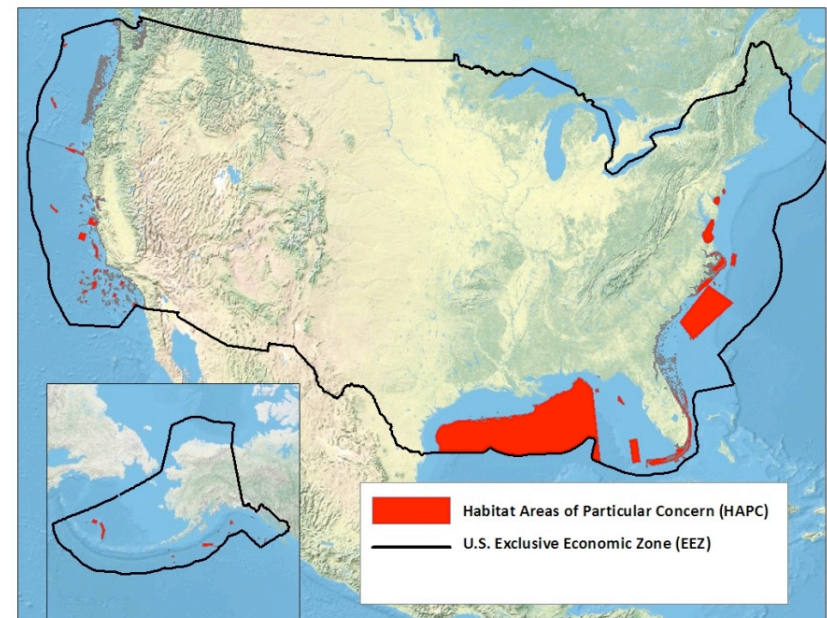 Habitat Areas of Particular Concern (HAPC)
U.S. Exclusive Economic Zone (EEZ)